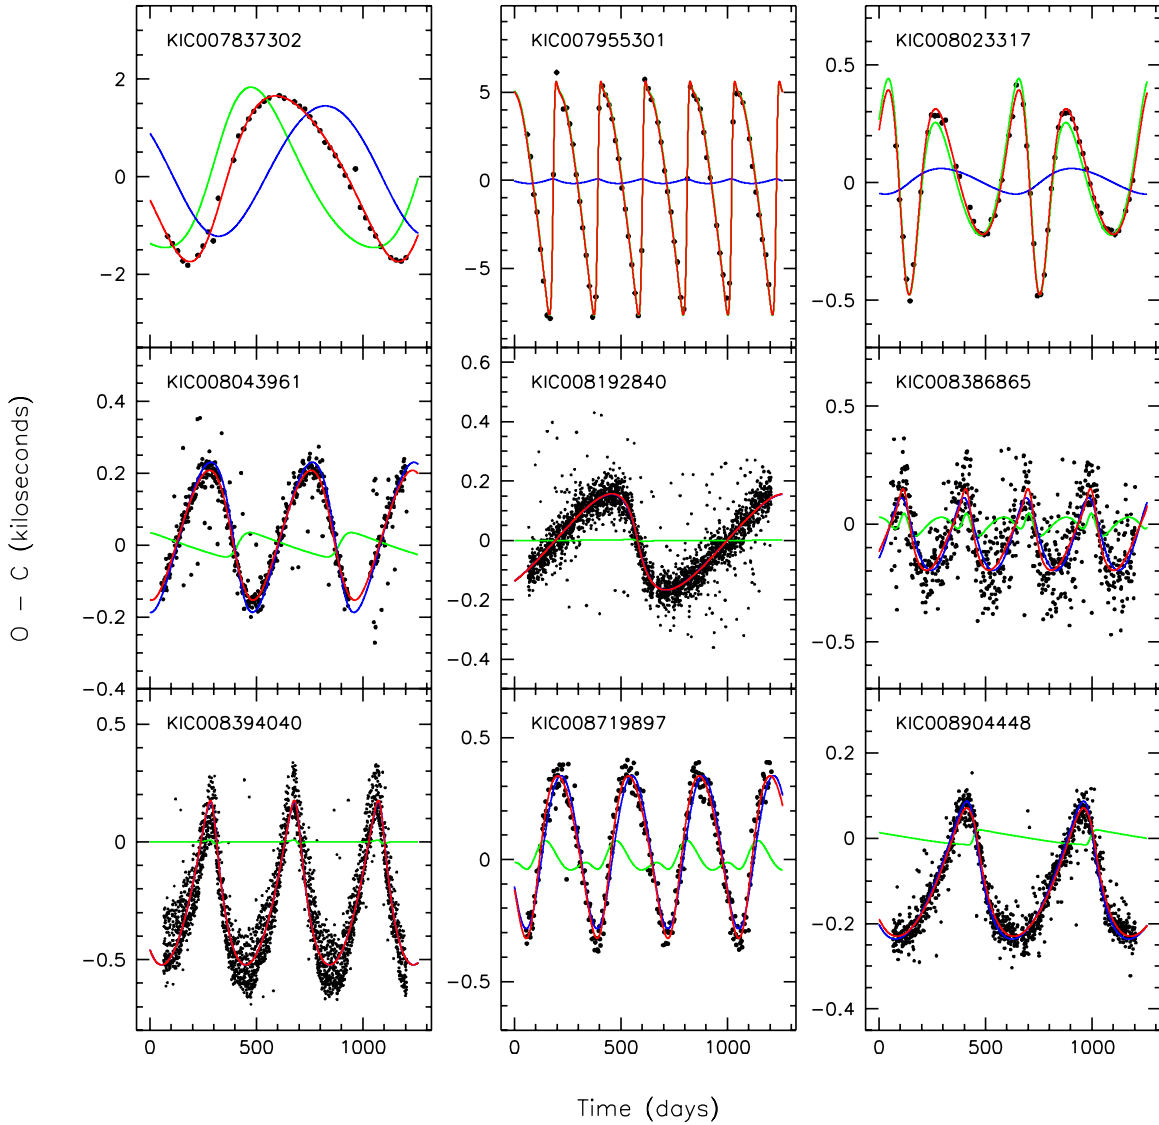 KIC007837302
KIC007955301
KIC008023317
2
0
−2
5
0
−5
0.5
0
−0.5
KIC008043961
KIC008192840
KIC008386865
0.4
0.2
0
−0.2
−0.4
0.6
0.4
0.2
0
−0.2
−0.4
0.5
0
−0.5
KIC008394040
KIC008719897
KIC008904448
0.5
0
−0.5
0.5
0
−0.5
0.2
0
−0.2
−0.4
0 500 1000
0 500 1000
0 500 1000
O − C (kiloseconds)
Time (days)